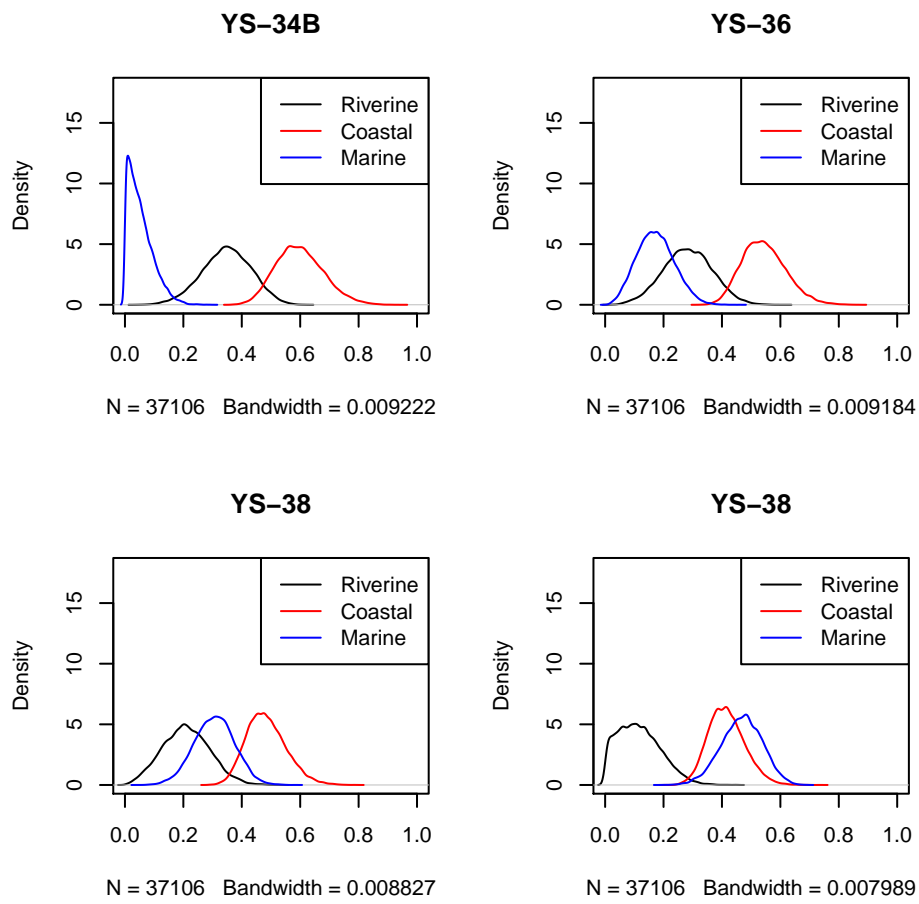 YS−34B
Density
15
10
5
0
Riverine
Coastal
Marine
0.0 0.2 0.4 0.6 0.8 1.0
N = 37106 Bandwidth = 0.009222
YS−36
Density
15
10
5
0
Riverine
Coastal
Marine
0.0 0.2 0.4 0.6 0.8 1.0
N = 37106 Bandwidth = 0.009184
YS−38
Density
15
10
5
0
Riverine
Coastal
Marine
0.0 0.2 0.4 0.6 0.8 1.0
N = 37106 Bandwidth = 0.008827
YS−38
Density
15
10
5
0
Riverine
Coastal
Marine
0.0 0.2 0.4 0.6 0.8 1.0
N = 37106 Bandwidth = 0.007989